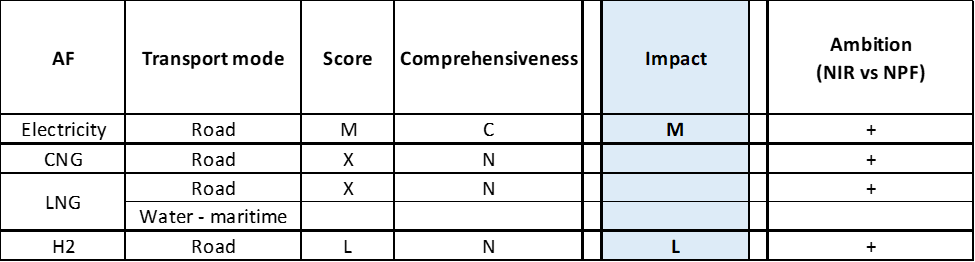 AF Transport mode Score Comprehensiveness Impact Ambition
(NIR vs NPF)
Electricity Road M C M +
CNG Road X N +
LNG Road X N +
Water - maritime
H2 Road L N L +